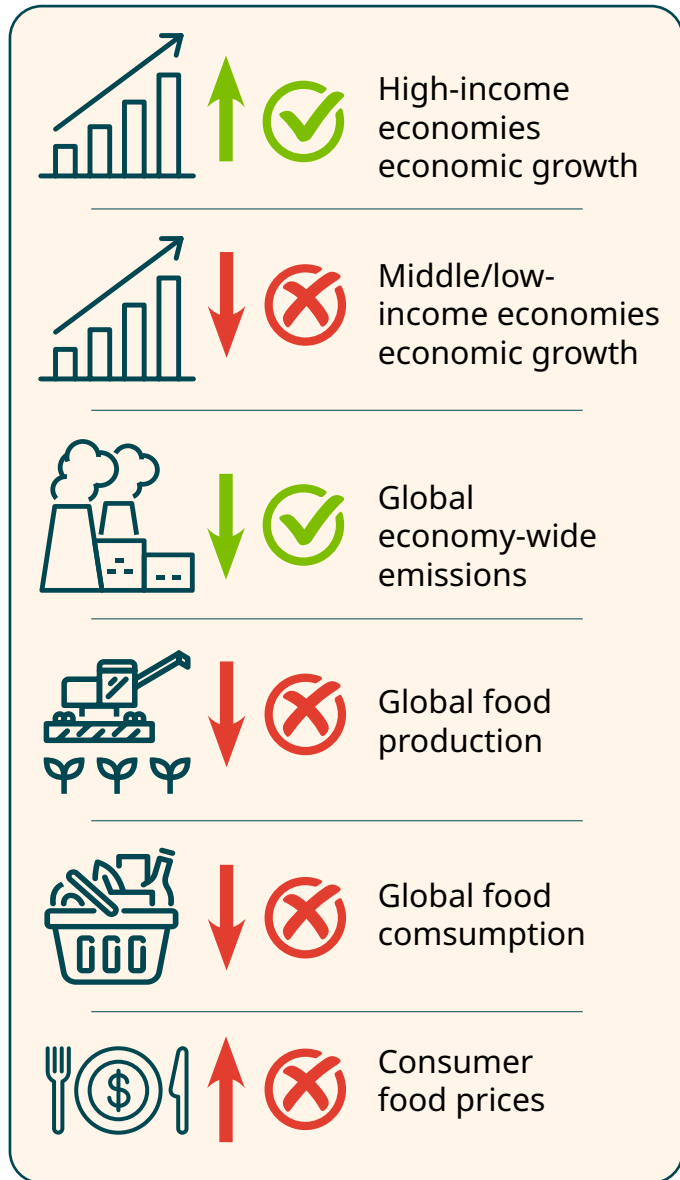 High-income
economies
economic growth
Middle/low-
income economies
economic growth
Global
economy-wide
emissions
Global food
production
Global food
comsumption
$
Consumer
food prices